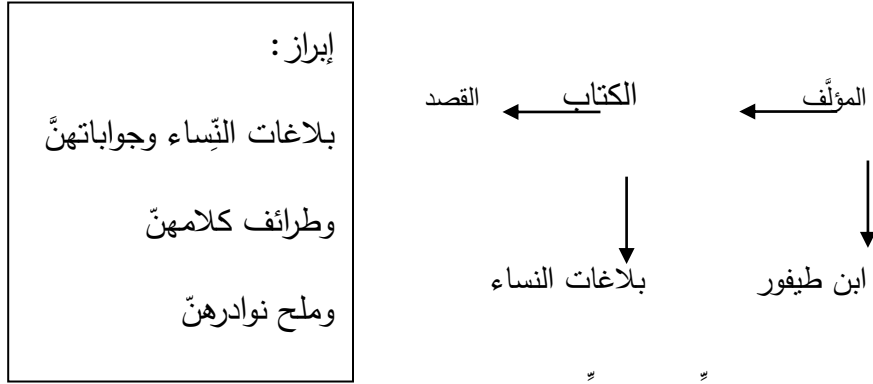 المؤلَّف الكتاب القصد
ابن طيفور بلاغات النساء
إبراز :
بلاغات النِّساء وجواباتهنَّ
وطرائف كلامهنّ
وملح نوادرهنّ